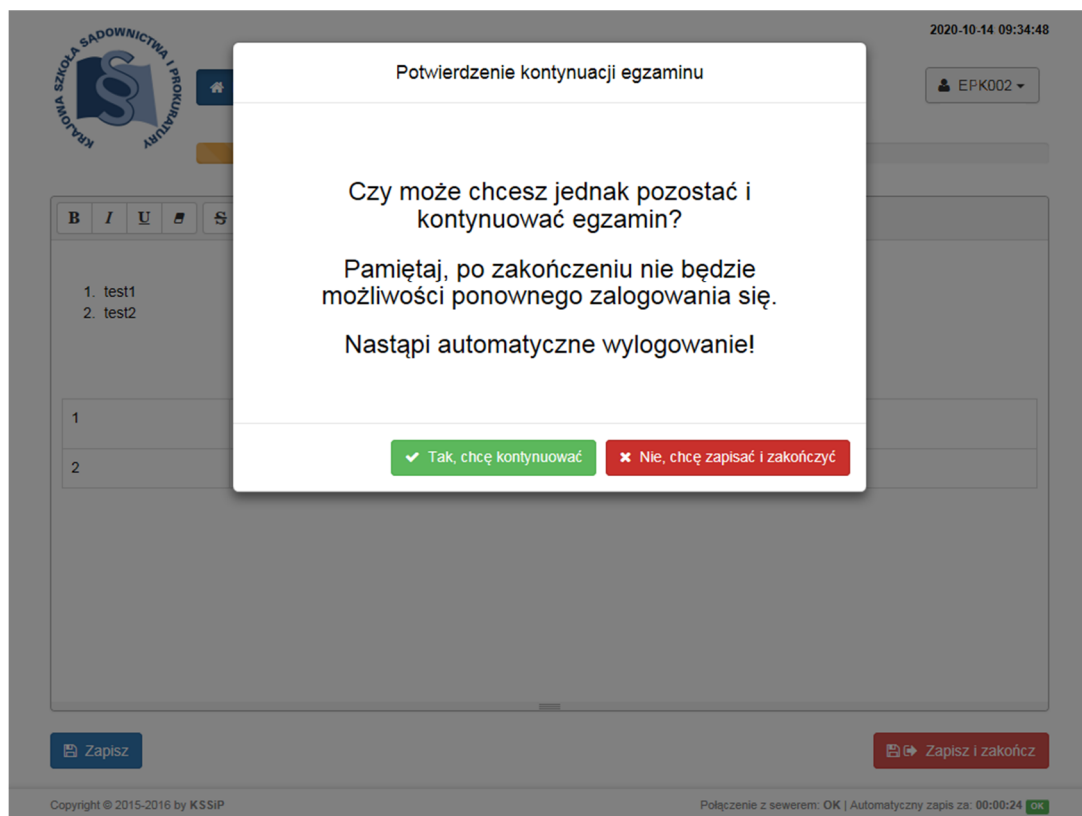 2020-10-14 09:34:48
KRAJOWA SZKOŁA SĄDOWNICTWA I PROKURATURY
EPK002
Potwierdzenie kontynuacji egzaminu
Czy może chcesz jednak pozostać i
kontynuować egzamin?
Pamiętaj, po zakończeniu nie będzie
możliwości ponownego zalogowania się.
Nastąpi automatyczne wylogowanie!
Tak, chcę kontynuować
Nie, chcę zapisać i zakończyć
B I U S
1. test1
2. test2
1
2
Zapisz
Zapisz i zakończ
Copyright © 2015-2016 by KSSiP
Połączenie z sewerem: OK | Automatyczny zapis za: 00:00:24 OK